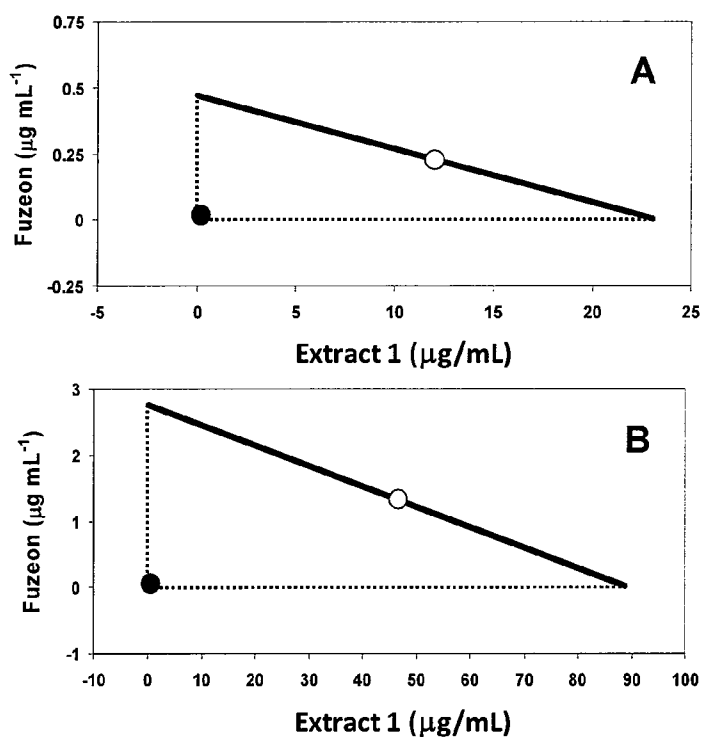 0.75
A
0.5
0.25
0
-0.25
Fuzeon (µg mL⁻¹)
-5 0 5 10 15 20 25
Extract 1 (µg/mL)
3
B
2
1
0
-1
Fuzeon (µg mL⁻¹)
-10 0 10 20 30 40 50 60 70 80 90 100
Extract 1 (µg/mL)